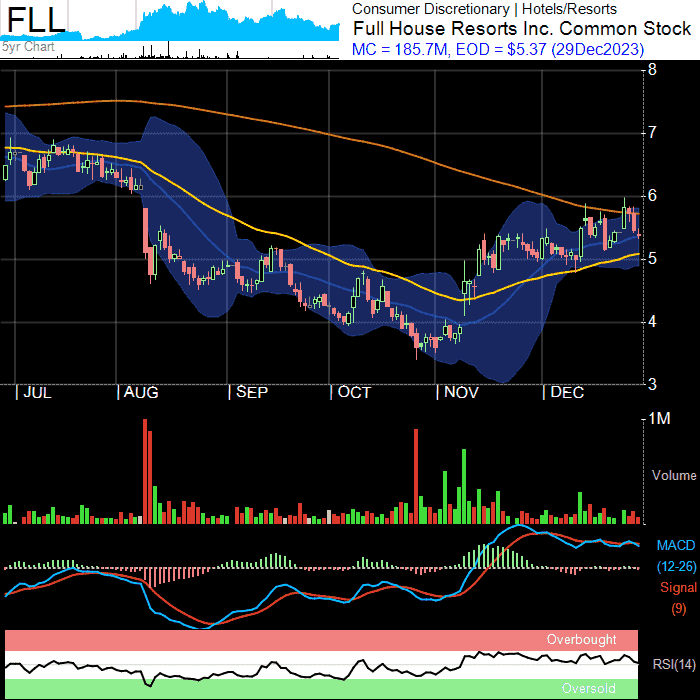 FLL
5yr Chart
Consumer Discretionary | Hotels/Resorts
Full House Resorts Inc. Common Stock
MC = 185.7M, EOD = $5.37 (29Dec2023)
8
7
6
5
4
3
JUL AUG SEP OCT NOV DEC
1M
Volume
MACD
(12-26)
Signal
(9)
Overbought
RSI(14)
Oversold